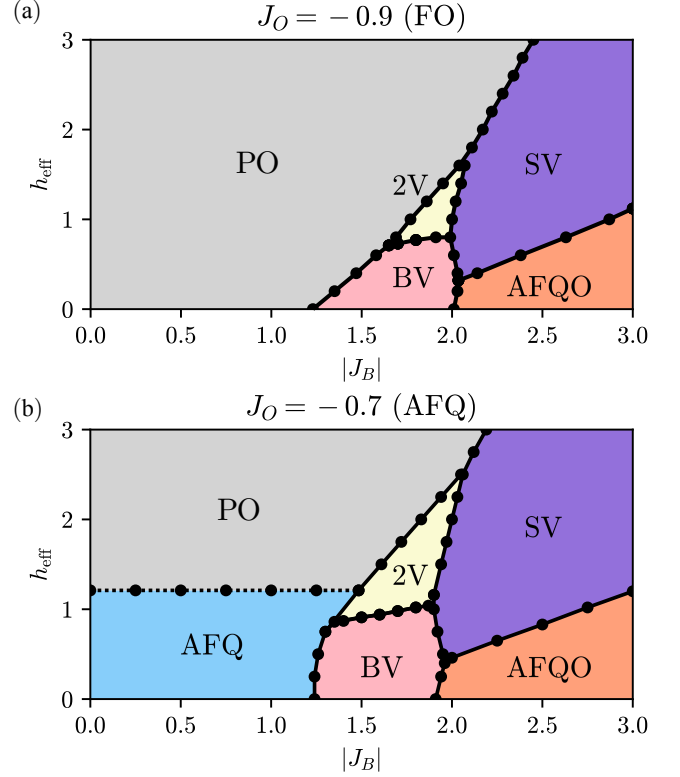 (a)
J_O = −0.9 (FO)
3
2
1
0
h_eff
PO
2V
SV
BV
AFQO
0.0 0.5 1.0 1.5 2.0 2.5 3.0
|J_B|
(b)
J_O = −0.7 (AFQ)
3
2
1
0
h_eff
PO
2V
SV
AFQ
BV
AFQO
0.0 0.5 1.0 1.5 2.0 2.5 3.0
|J_B|